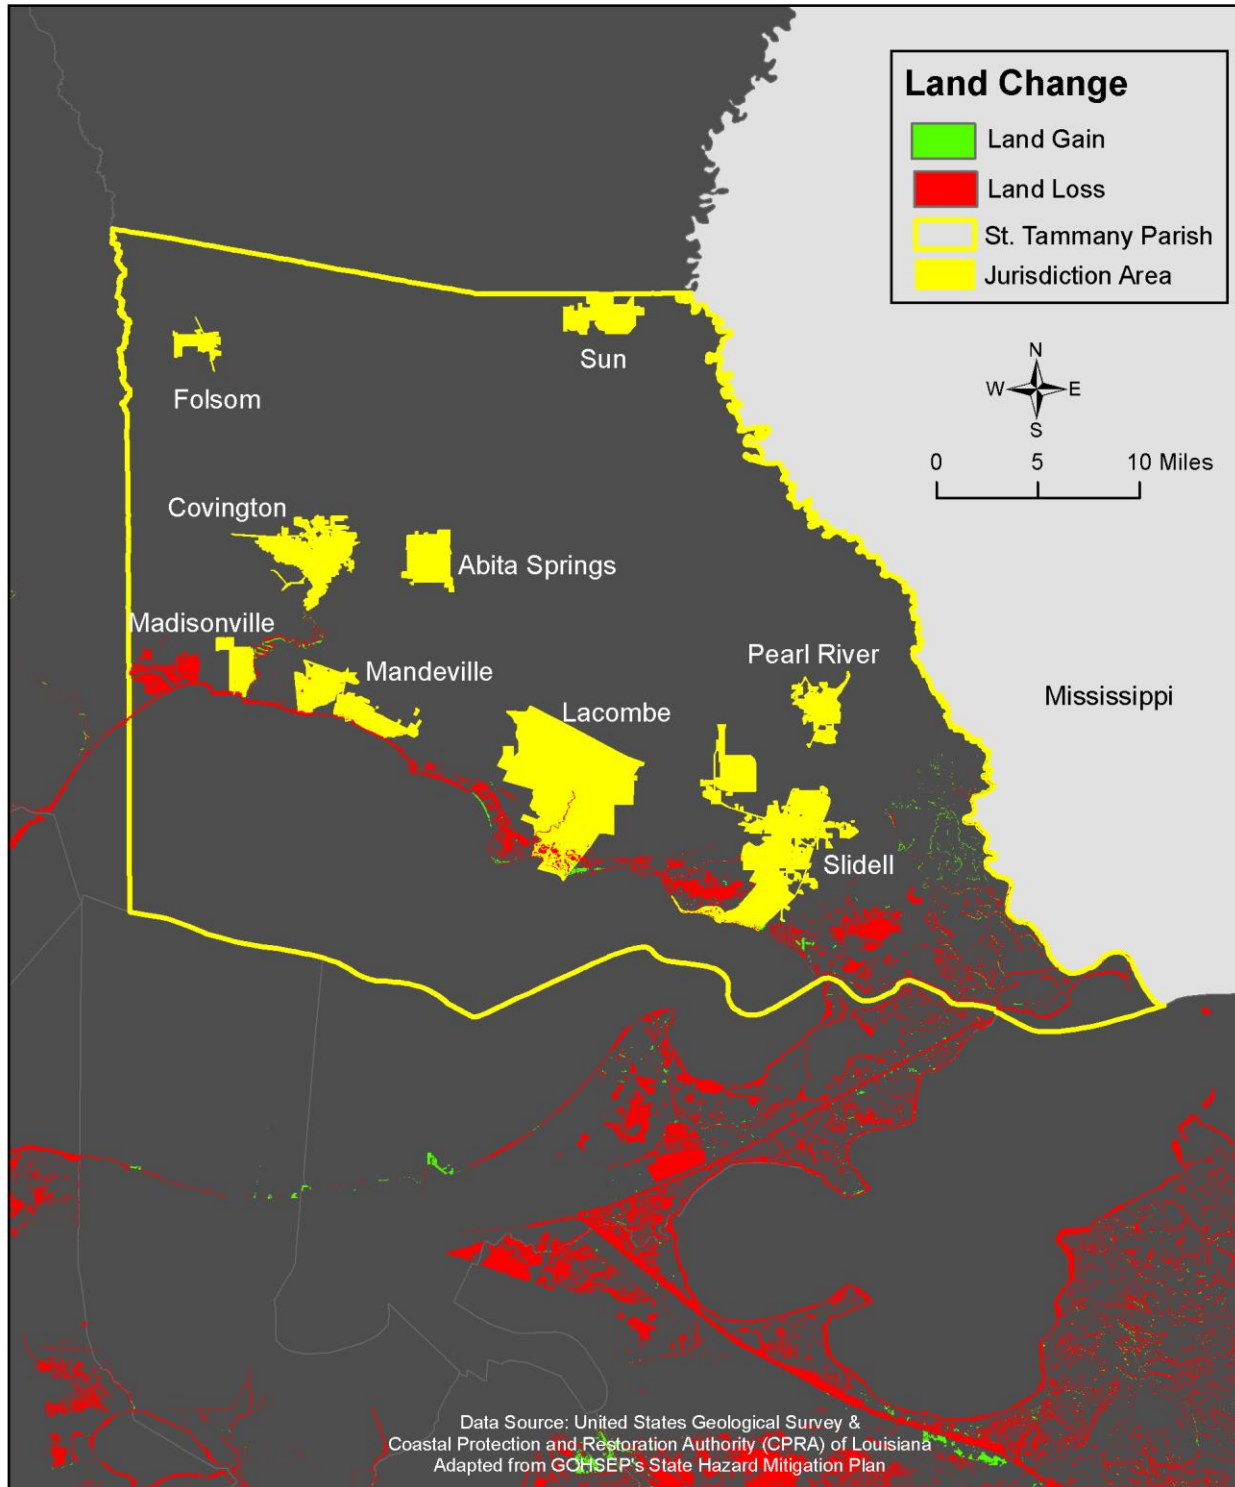 Land Change
Land Gain
Land Loss
St. Tammany Parish
Jurisdiction Area
N
W E
S
0 5 10 Miles
Sun
Folsom
Covington
Abita Springs
Madisonville
Mandeville
Pearl River
Lacombe
Mississippi
Slidell
Data Source: United States Geological Survey &
Coastal Protection and Restoration Authority (CPRA) of Louisiana
Adapted from GOHSEP's State Hazard Mitigation Plan